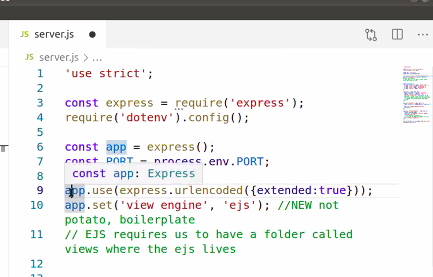 JS server.js
JS server.js > ...
1 'use strict';
2
3 const express = require('express');
4 require('dotenv').config();
5
6 const app = express();
7 const PORT = process.env.PORT;
8 const app: Express
9 app.use(express.urlencoded({extended:true}));
10 app.set('view engine', 'ejs'); //NEW not
potato, boilerplate
11 // EJS requires us to have a folder called
views where the ejs lives
12